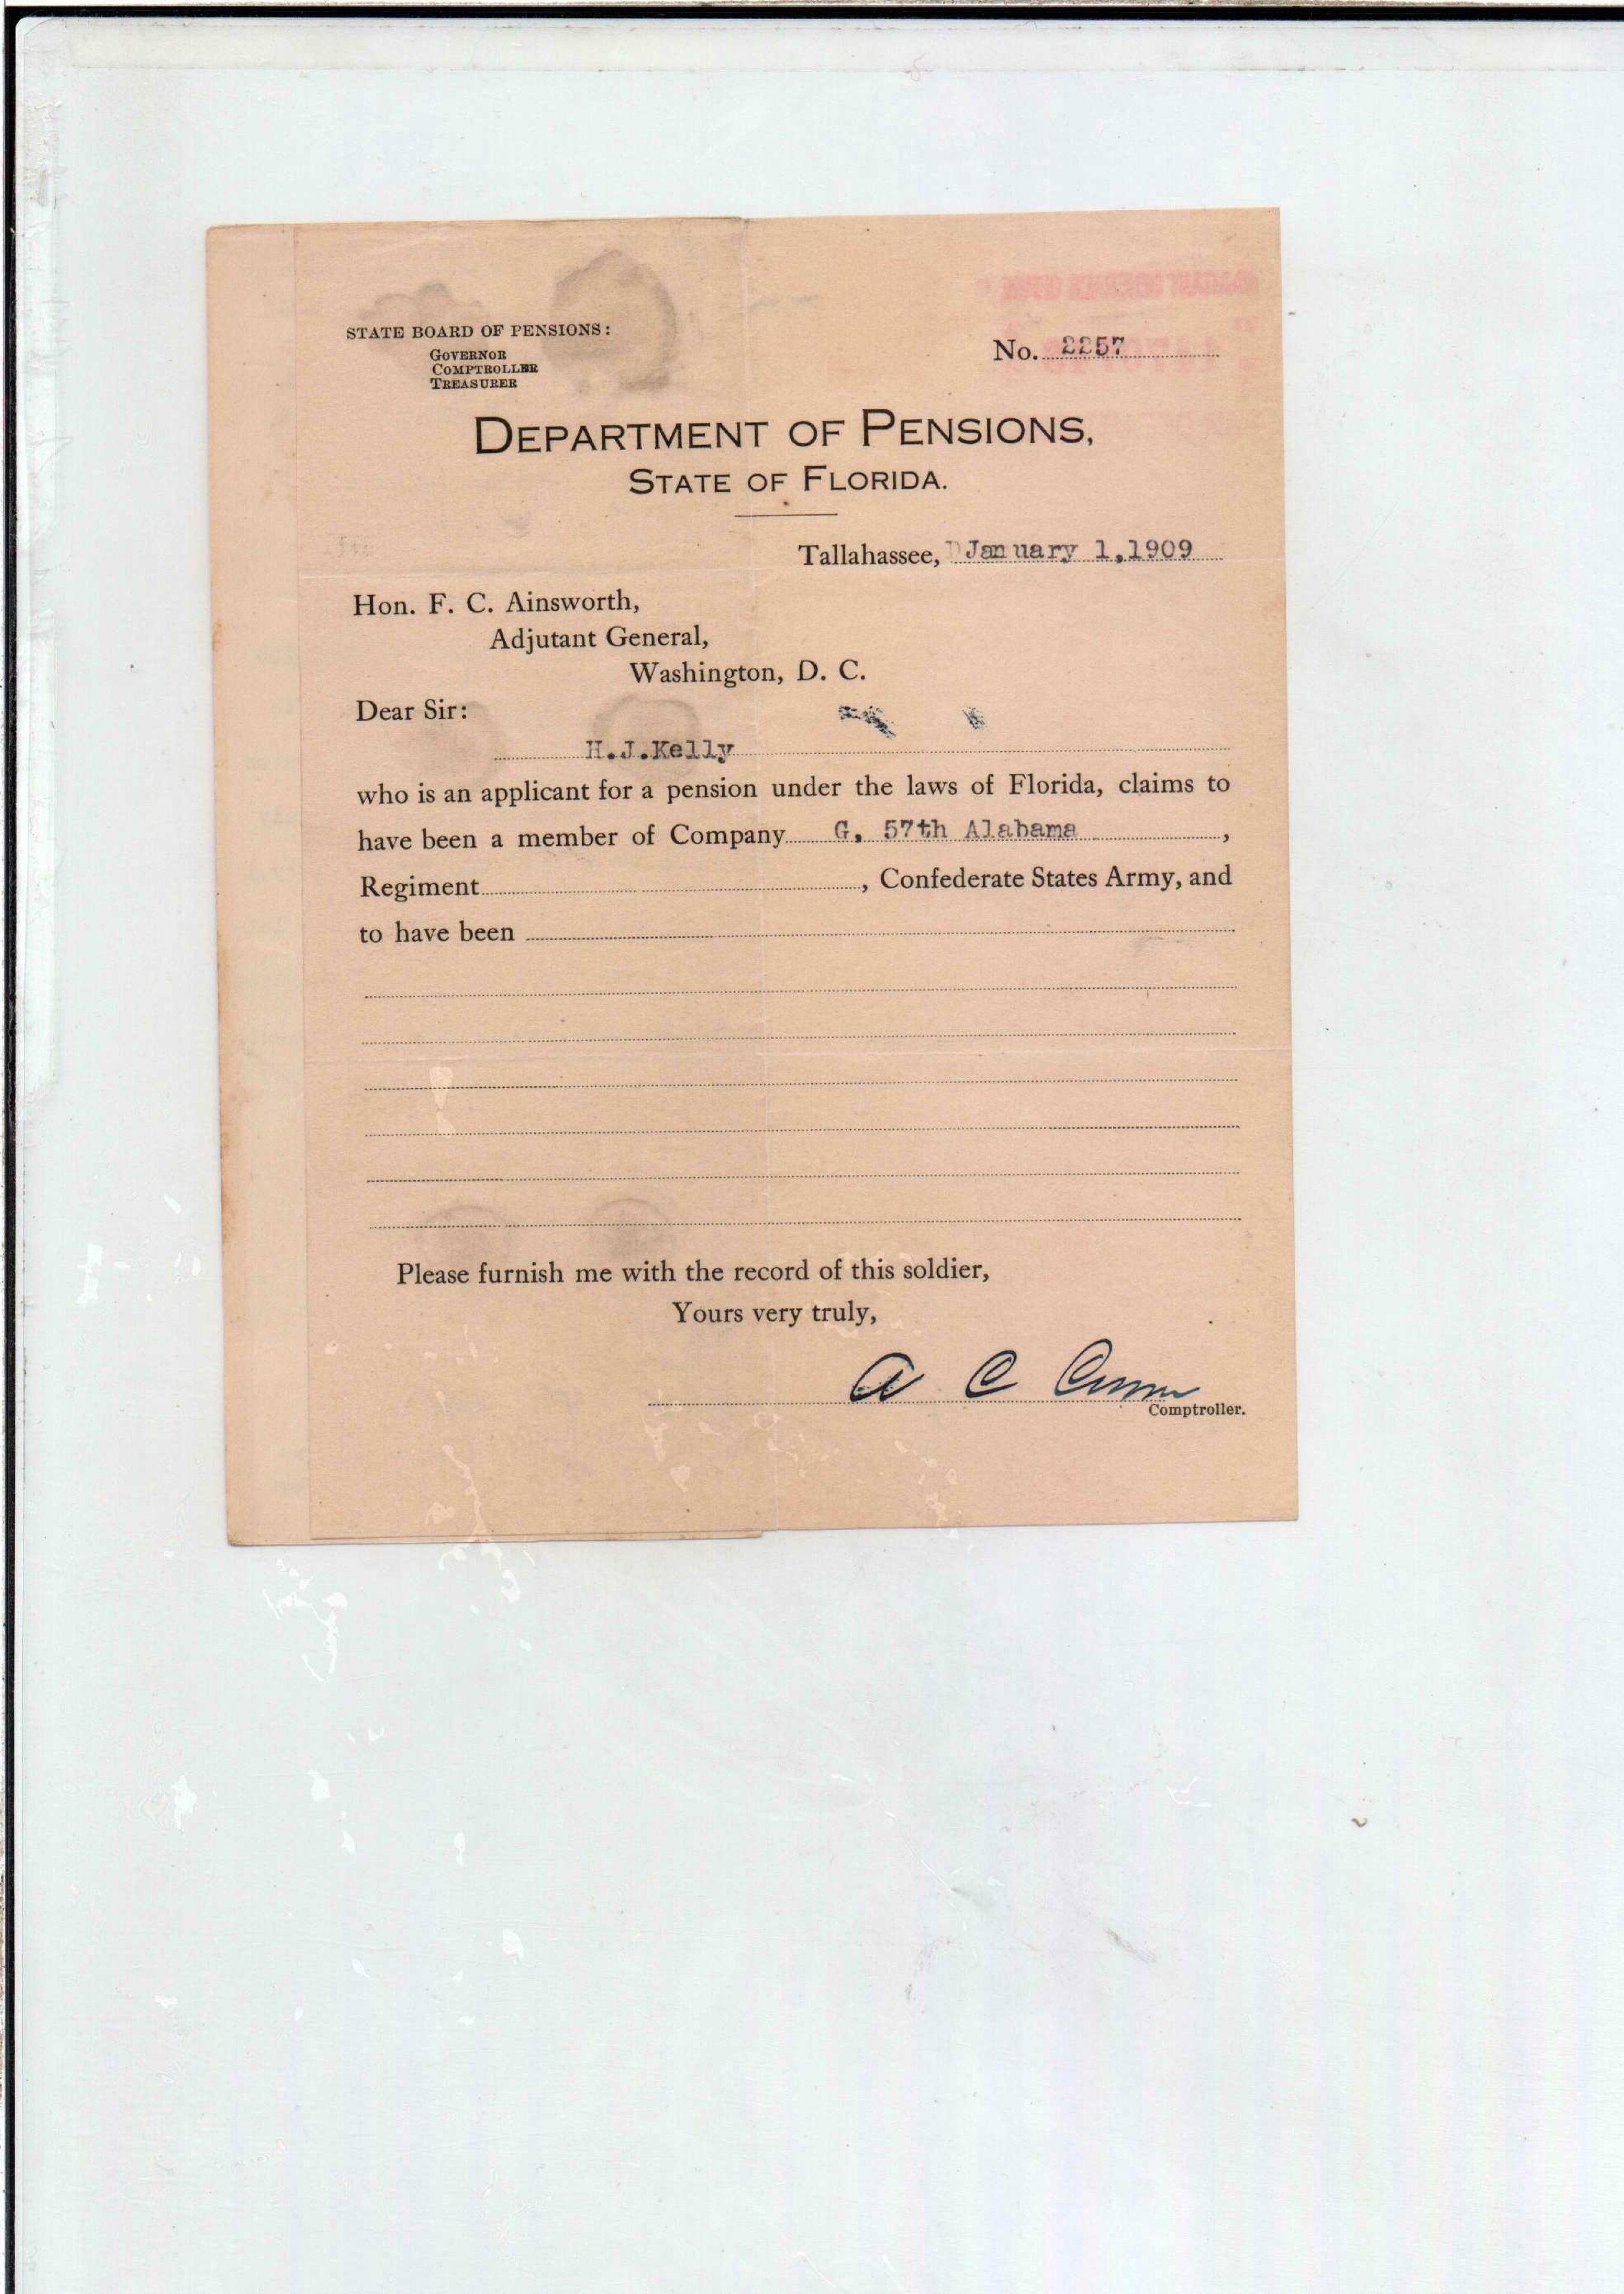 STATE BOARD OF PENSIONS:
GOVERNOR
COMPTROLLER
TREASURER
No. 2257
DEPARTMENT OF PENSIONS,
STATE OF FLORIDA.
Tallahassee, January 1,1909
Hon. F. C. Ainsworth,
Adjutant General,
Washington, D. C.
Dear Sir:
H.J.Kelly
who is an applicant for a pension under the laws of Florida, claims to
have been a member of Company G, 57th Alabama,
Regiment, Confederate States Army, and
to have been
Please furnish me with the record of this soldier,
Yours very truly,
A C
Comptroller.